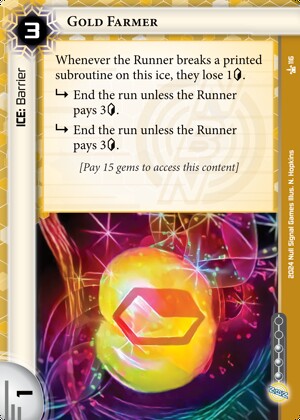 3
GOLD FARMER
ICE: Barrier
Whenever the Runner breaks a printed
subroutine on this ice, they lose 1.
↳ End the run unless the Runner
pays 3.
↳ End the run unless the Runner
pays 3.
[Pay 15 gems to access this content]
116
2024 Null Signal Games Illus. N. Hopkins
1